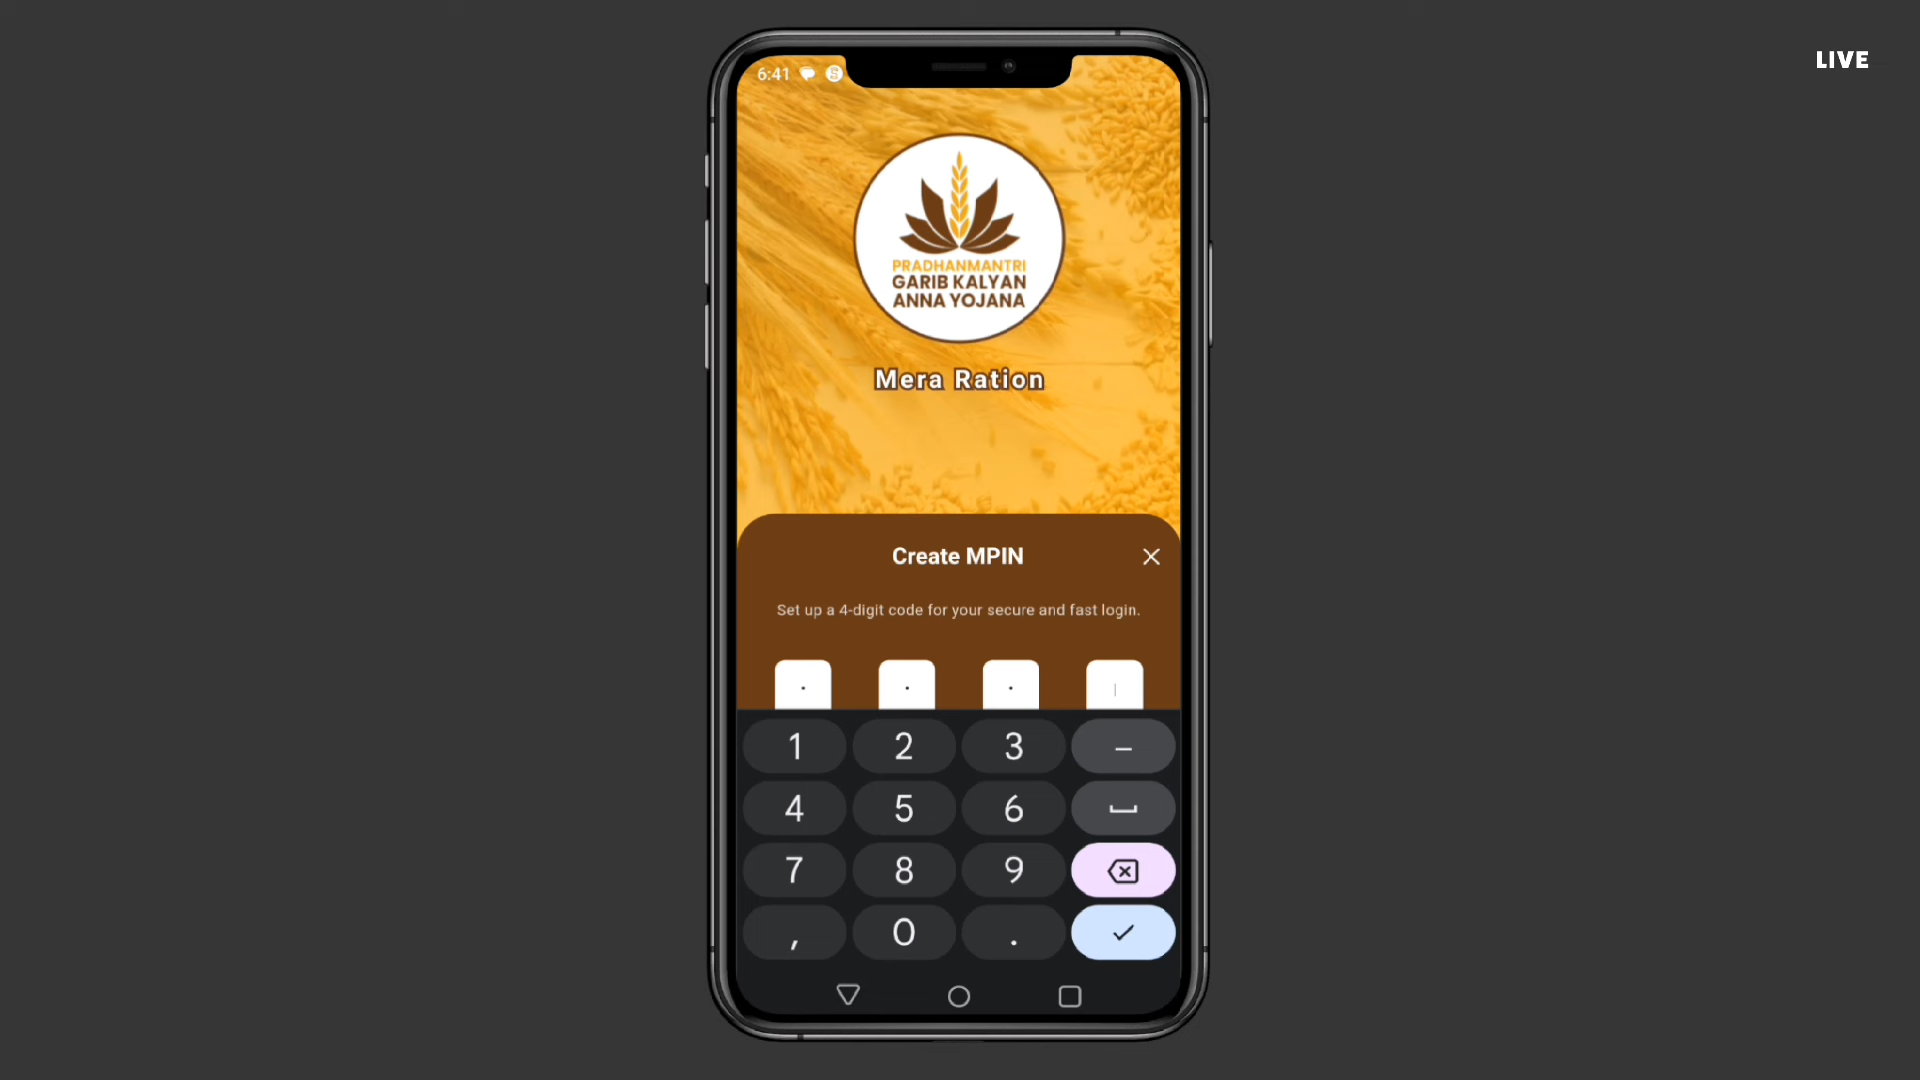 LIVE
6:41
PRADHANMANTRI
GARIB KALYAN
ANNA YOJANA
Mera Ration
Create MPIN
Set up a 4-digit code for your secure and fast login.
1 2 3 –
4 5 6
7 8 9
, 0 .